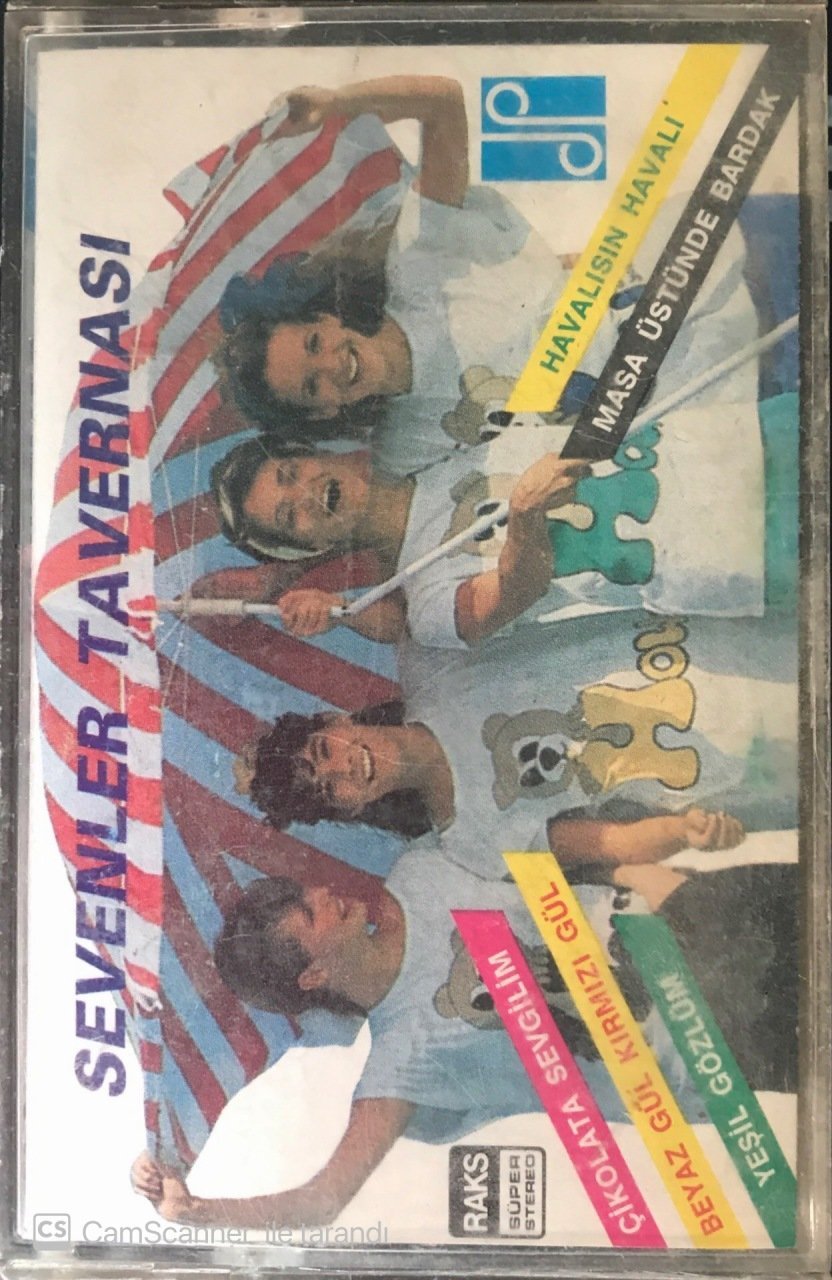 SEVENLER TAVERNASI
HAVALISIN HAVALI
MASA ÜSTÜNDE BARDAK
ÇİKOLATA SEVGİLİM
BEYAZ GÜL KIRMIZI GÜL
YEŞİL GÖZLÜM
RAKS
SÜPER
STEREO
CS CamScanner ile tarandı